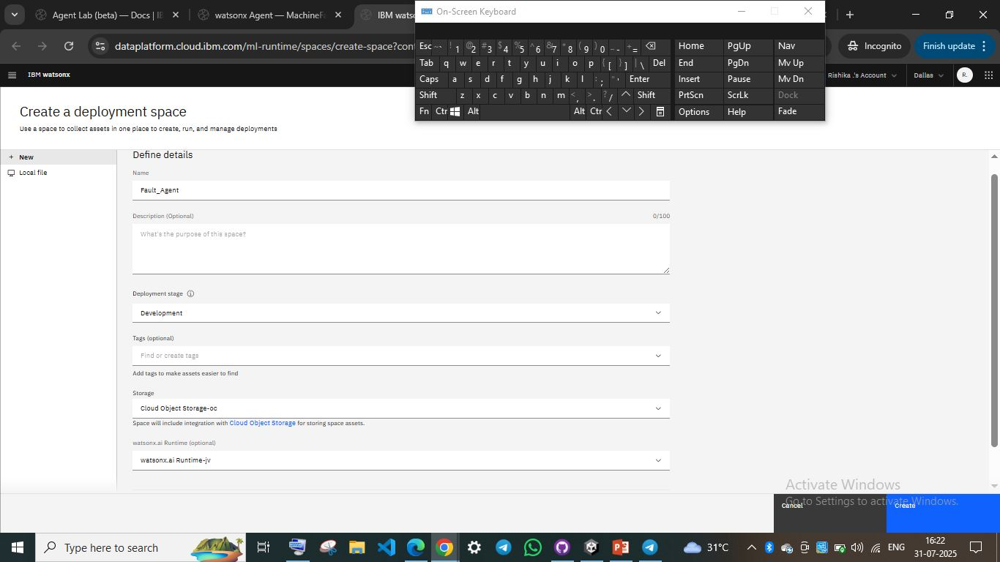 Agent Lab (beta) — Docs | I
watsonx Agent — MachineFa
IBM watso
On-Screen Keyboard
dataplatform.cloud.ibm.com/ml-runtime/spaces/create-space?con
Incognito
Finish update
Esc ~ ` ! 1 @ 2 # 3 $ 4 % 5 ^ 6 & 7 * 8 ( 9 ) 0 _ - + = Home PgUp Nav
Tab q w e r t y u i o p { [ } ] | \ Del End PgDn Mv Up
Caps a s d f g h j k l : ; " ' Enter Insert Pause Mv Dn
Shift z x c v b n m < , > . ? / Shift PrtScn ScrLk Dock
Fn Ctr Alt Alt Ctr Options Help Fade
IBM watsonx
Rishika .'s Account
Dallas
R.
Create a deployment space
Use a space to collect assets in one place to create, run, and manage deployments
+ New
Local file
Define details
Name
Fault_Agent
Description (Optional)
0/100
What's the purpose of this space?
Deployment stage
Development
Tags (optional)
Find or create tags
Add tags to make assets easier to find
Storage
Cloud Object Storage-oc
Space will include integration with Cloud Object Storage for storing space assets.
watsonx.ai Runtime (optional)
watsonx.ai Runtime-jv
Activate Windows
Go to Settings to activate Windows.
Cancel
Create
Type here to search
31°C
ENG
16:22
31-07-2025